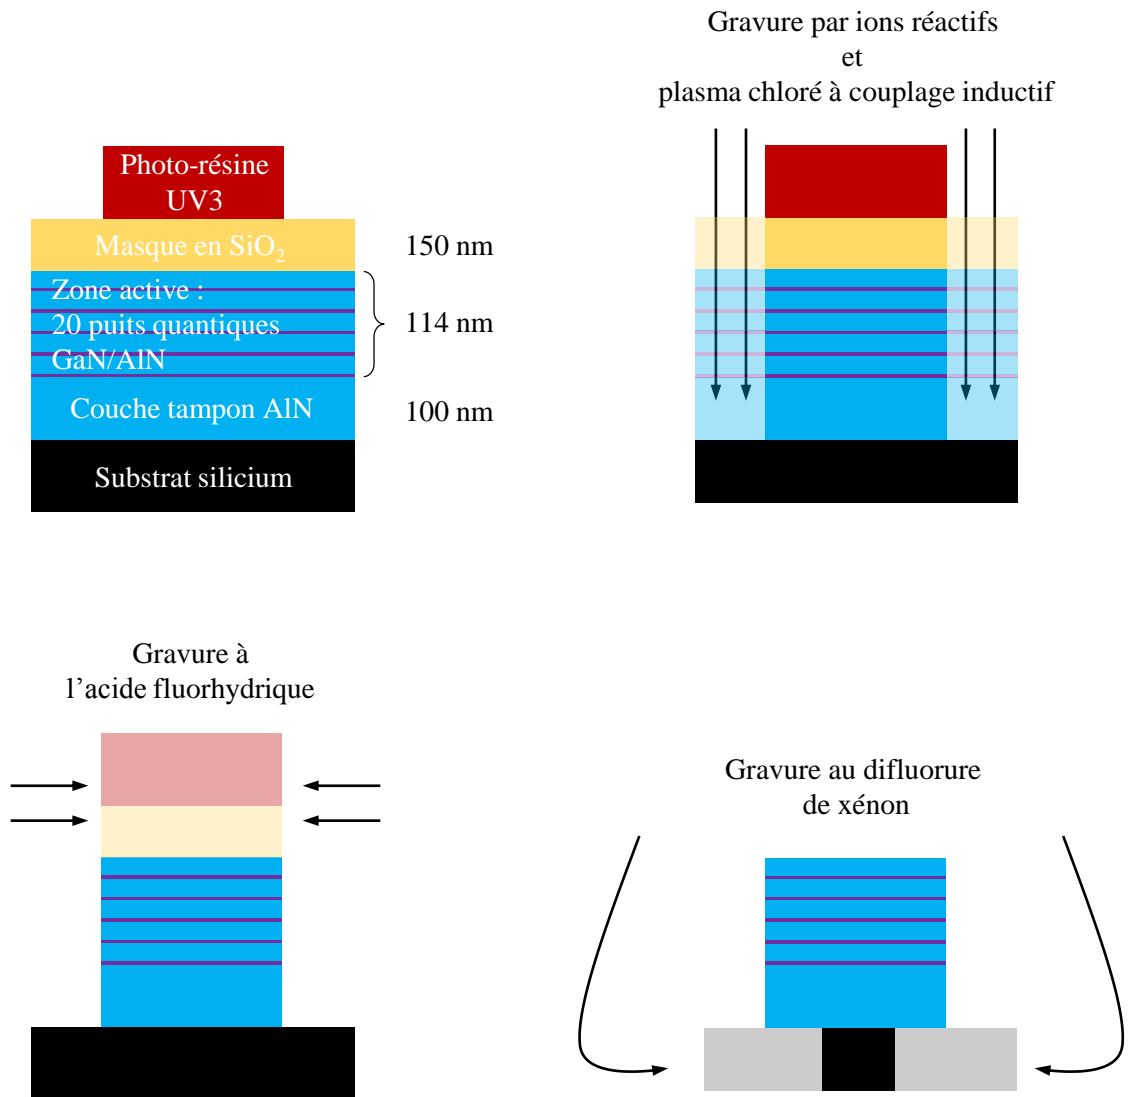 Gravure par ions réactifs
et
plasma chloré à couplage inductif
Photo-résine
UV3
Masque en SiO₂
150 nm
Zone active :
20 puits quantiques
GaN/AlN
114 nm
Couche tampon AlN
100 nm
Substrat silicium
Gravure à
l’acide fluorhydrique
Gravure au difluorure
de xénon